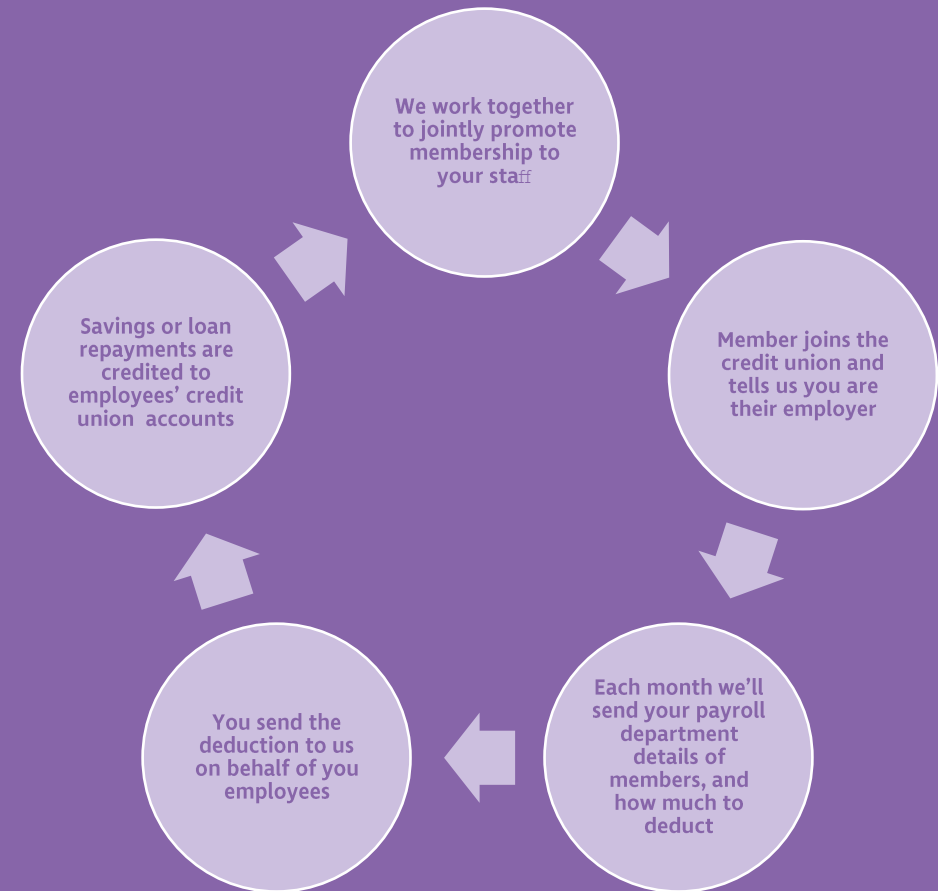 We work together
to jointly promote
membership to
your staff
Member joins the
credit union and
tells us you are
their employer
Each month we’ll
send your payroll
department
details of
members, and
how much to
deduct
You send the
deduction to us
on behalf of you
employees
Savings or loan
repayments are
credited to
employees’ credit
union  accounts